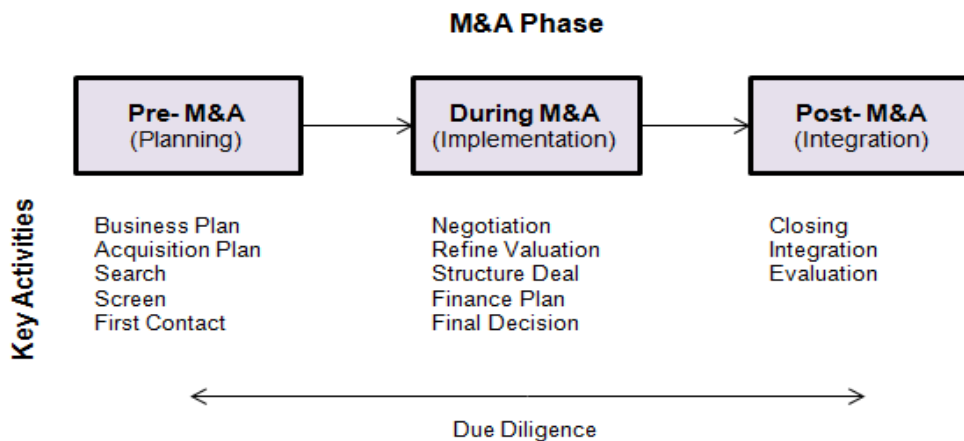 M&A Phase
Pre- M&A
(Planning)
During M&A
(Implementation)
Post- M&A
(Integration)
Key Activities
Business Plan
Acquisition Plan
Search
Screen
First Contact
Negotiation
Refine Valuation
Structure Deal
Finance Plan
Final Decision
Closing
Integration
Evaluation
Due Diligence